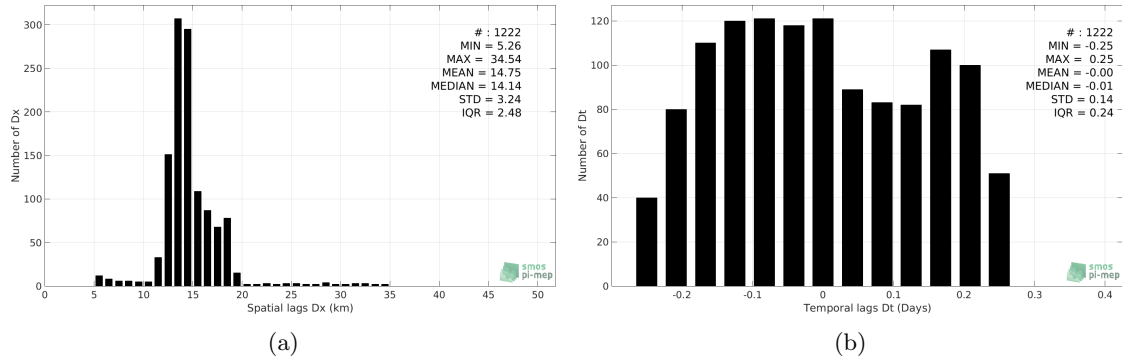 300
250
200
150
100
50
0
Number of Dx
# : 1222
MIN = 5.26
MAX = 34.54
MEAN = 14.75
MEDIAN = 14.14
STD = 3.24
IQR = 2.48
smos
pi-mep
0 5 10 15 20 25 30 35 40 45 50
Spatial lags Dx (km)
(a)
120
100
80
60
40
20
0
Number of Dt
# : 1222
MIN = -0.25
MAX = 0.25
MEAN = -0.00
MEDIAN = -0.01
STD = 0.14
IQR = 0.24
smos
pi-mep
-0.2 -0.1 0 0.1 0.2 0.3 0.4
Temporal lags Dt (Days)
(b)